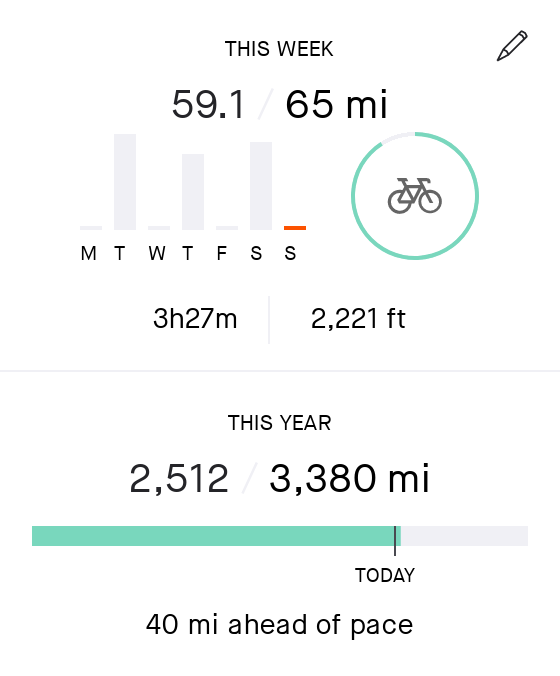 THIS WEEK
59.1 / 65 mi
M T W T F S S
3h27m 2,221 ft
THIS YEAR
2,512 / 3,380 mi
TODAY
40 mi ahead of pace